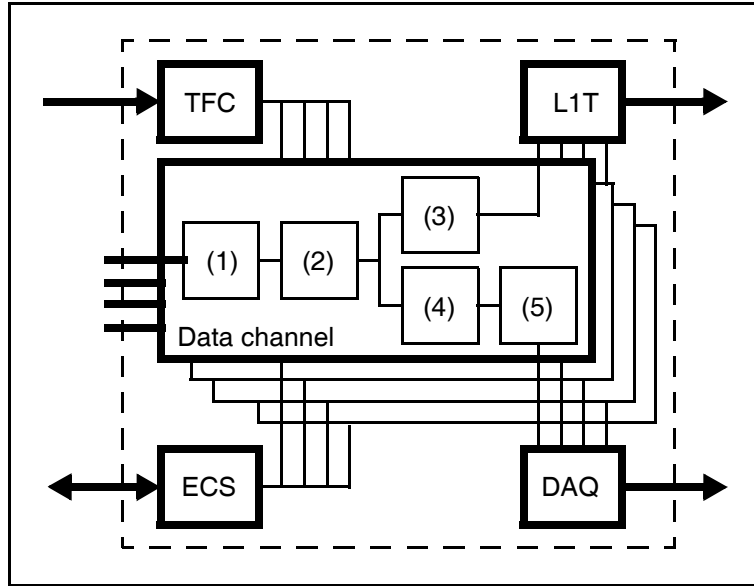 TFC
L1T
(1)
(2)
(3)
(4)
(5)
Data channel
ECS
DAQ